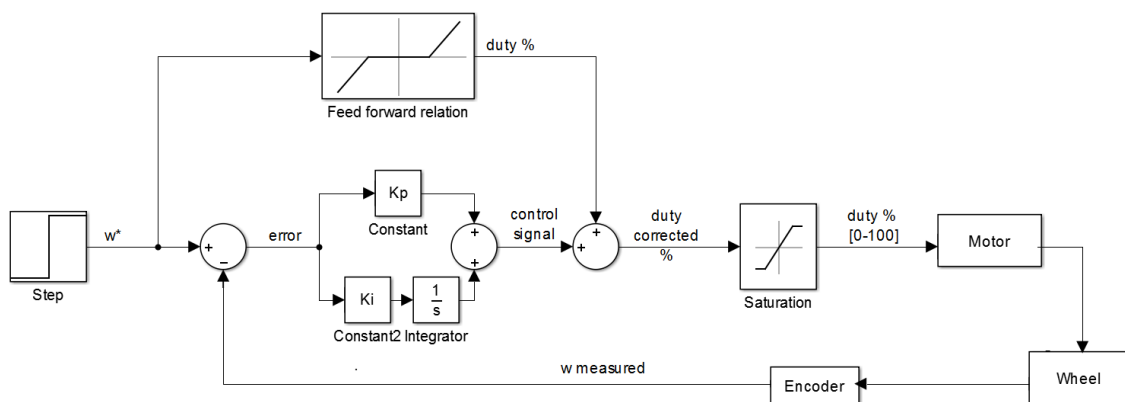 duty %
Feed forward relation
Kp
Constant
w*
+
−
error
+
+
control
signal
+
+
duty
corrected
%
duty %
[0-100]
Motor
Step
Ki
1
s
Constant2 Integrator
Saturation
w measured
Encoder
Wheel